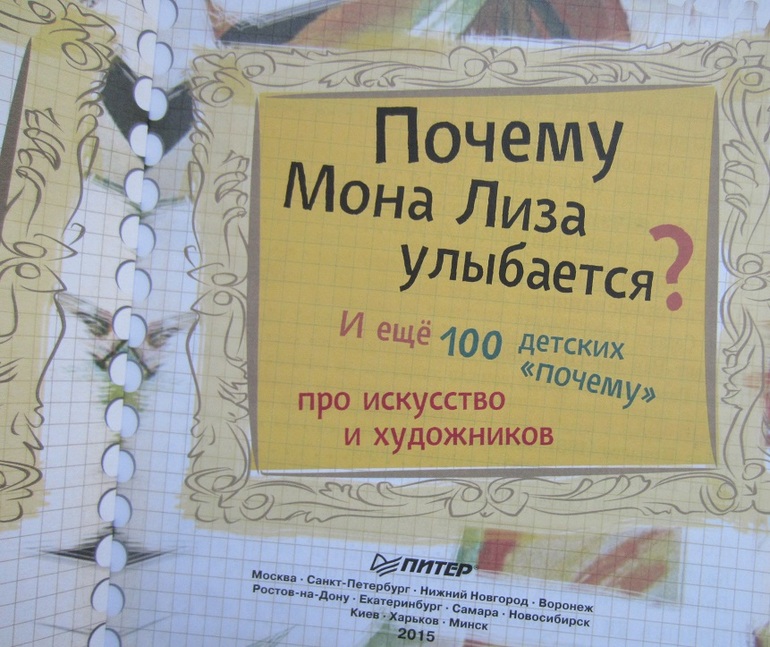 Почему
Мона Лиза
улыбается?
И ещё 100 детских
«почему»
про искусство
и художников
ПИТЕР
Москва · Санкт-Петербург · Нижний Новгород · Воронеж
Ростов-на-Дону · Екатеринбург · Самара · Новосибирск
Киев · Харьков · Минск
2015